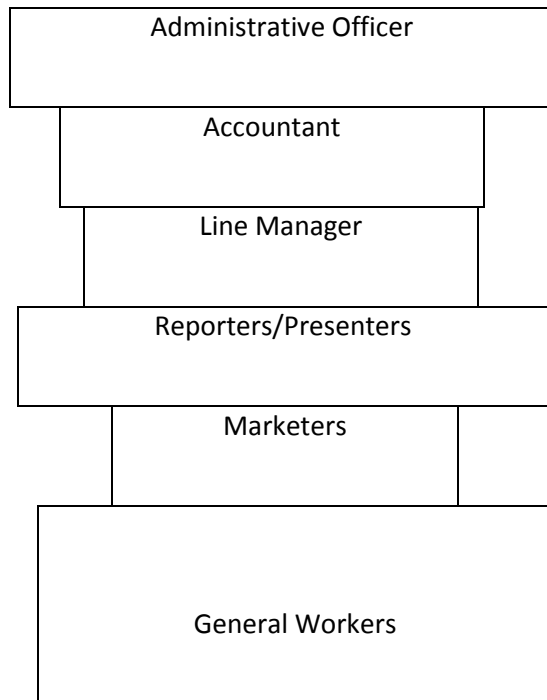 Administrative Officer
Accountant
Line Manager
Reporters/Presenters
Marketers
General Workers